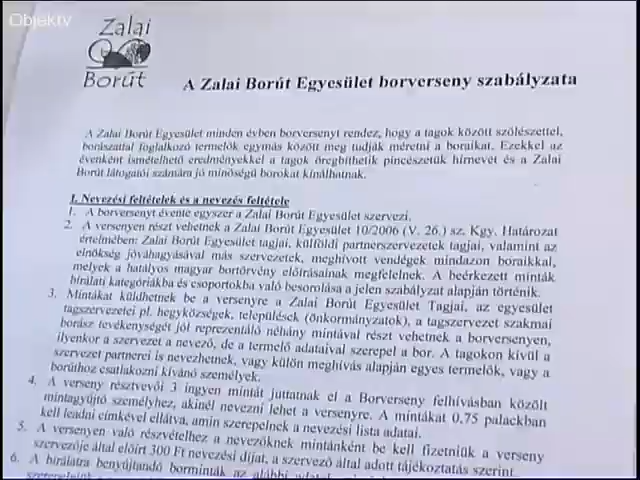 Objektv
Zalai
Borút
A Zalai Borút Egyesület borverseny szabályzata
A Zalai Borút Egyesület minden évben borversenyt rendez, hogy a tagok között szőlészettel,
borászattal foglalkozó termelők egymás között meg tudják méretni a boraikat. Ezekkel az
évenként ismételhető eredményekkel a tagok öregbíthetik pincészetük hírnevét és a Zalai
Borút látogatói számára jó minőségű borokat kínálhatnak.
I. Nevezési feltételek és a nevezés feltétele
1. A borversenyt évente egyszer a Zalai Borút Egyesület szervezi.
2. A versenyen részt vehetnek a Zalai Borút Egyesület 10/2006 (V. 26.) sz. Kgy. Határozat
értelmében: Zalai Borút Egyesület tagjai, külföldi partnerszervezetek tagjai, valamint az
elnökség jóváhagyásával más szervezetek, meghívott vendégek mindazon boraikkal,
melyek a hatályos magyar bortörvény előírásainak megfelelnek. A beérkezett minták
bírálati kategóriákba és csoportokba való besorolása a jelen szabályzat alapján történik.
3. Mintákat küldhetnek be a versenyre a Zalai Borút Egyesület Tagjai, az egyesület
tagszervezetei pl. hegyközségek, települések (önkormányzatok), a tagszervezet szakmai
borász tevékenységét jól reprezentáló néhány mintával részt vehetnek a borversenyen,
ilyenkor a szervezet a nevező, de a termelő adataival szerepel a bor. A tagokon kívül a
szervezet partnerei is nevezhetnek, vagy külön meghívás alapján egyes termelők, vagy a
borúthoz csatlakozni kívánó személyek.
4. A verseny résztvevői 3 ingyen mintát juttatnak el a Borverseny felhívásban közölt
mintagyűjtő személyhez, akinél nevezni lehet a versenyre. A mintákat 0,75 palackban
kell leadni címkével ellátva, amin szerepelnek a nevezési lista adatai.
5. A versenyen való részvételhez a nevezőknek mintánként be kell fizetniük a verseny
szervezője által előírt 300 Ft nevezési díjat, a szervező által adott tájékoztatás szerint.
6. A bírálatra benyújtandó borminták az alábbi adatok